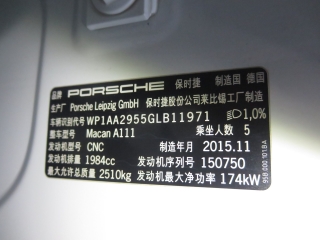 品牌 PORSCHE 保时捷 制造国 德国
生产厂 Porsche Leipzig GmbH 保时捷股份公司莱比锡工厂制造
车辆识别代号 WP1AA2955GLB11971 1,0%
整车型号 Macan A111 乘坐人数 5
发动机型号 CNC 制造年月 2015.11
发动机排量 1984cc 发动机序列号 150750
最大允许总质量 2510kg 发动机最大净功率 174kW